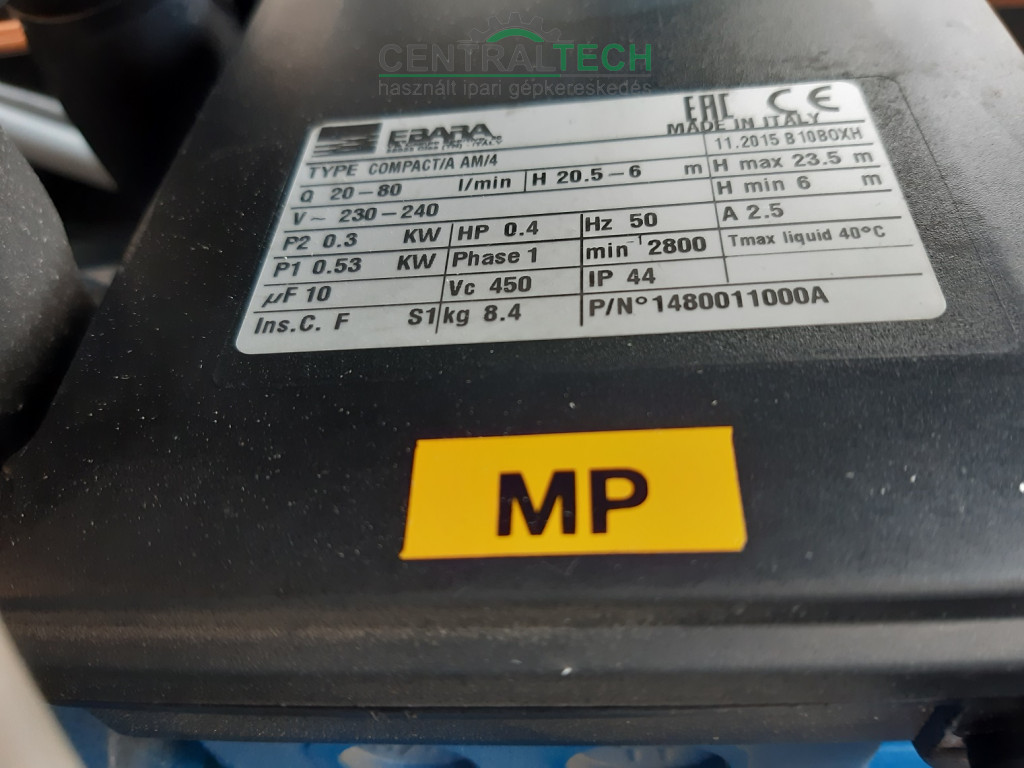 CENTRALTECH
használt ipari gépkereskedés
EBARA
EAC CE
MADE IN ITALY
TYPE COMPACT/A AM/4
11.2015 B10BOXH
Q 20-80 l/min H 20.5-6 m H max 23.5 m
V~ 230-240 H min 6 m
P2 0.3 KW HP 0.4 Hz 50 A 2.5
P1 0.53 KW Phase 1 min⁻¹ 2800 Tmax liquid 40°C
µF 10 Vc 450 IP 44
Ins.C. F S1 kg 8.4 P/N° 1480011000A
MP